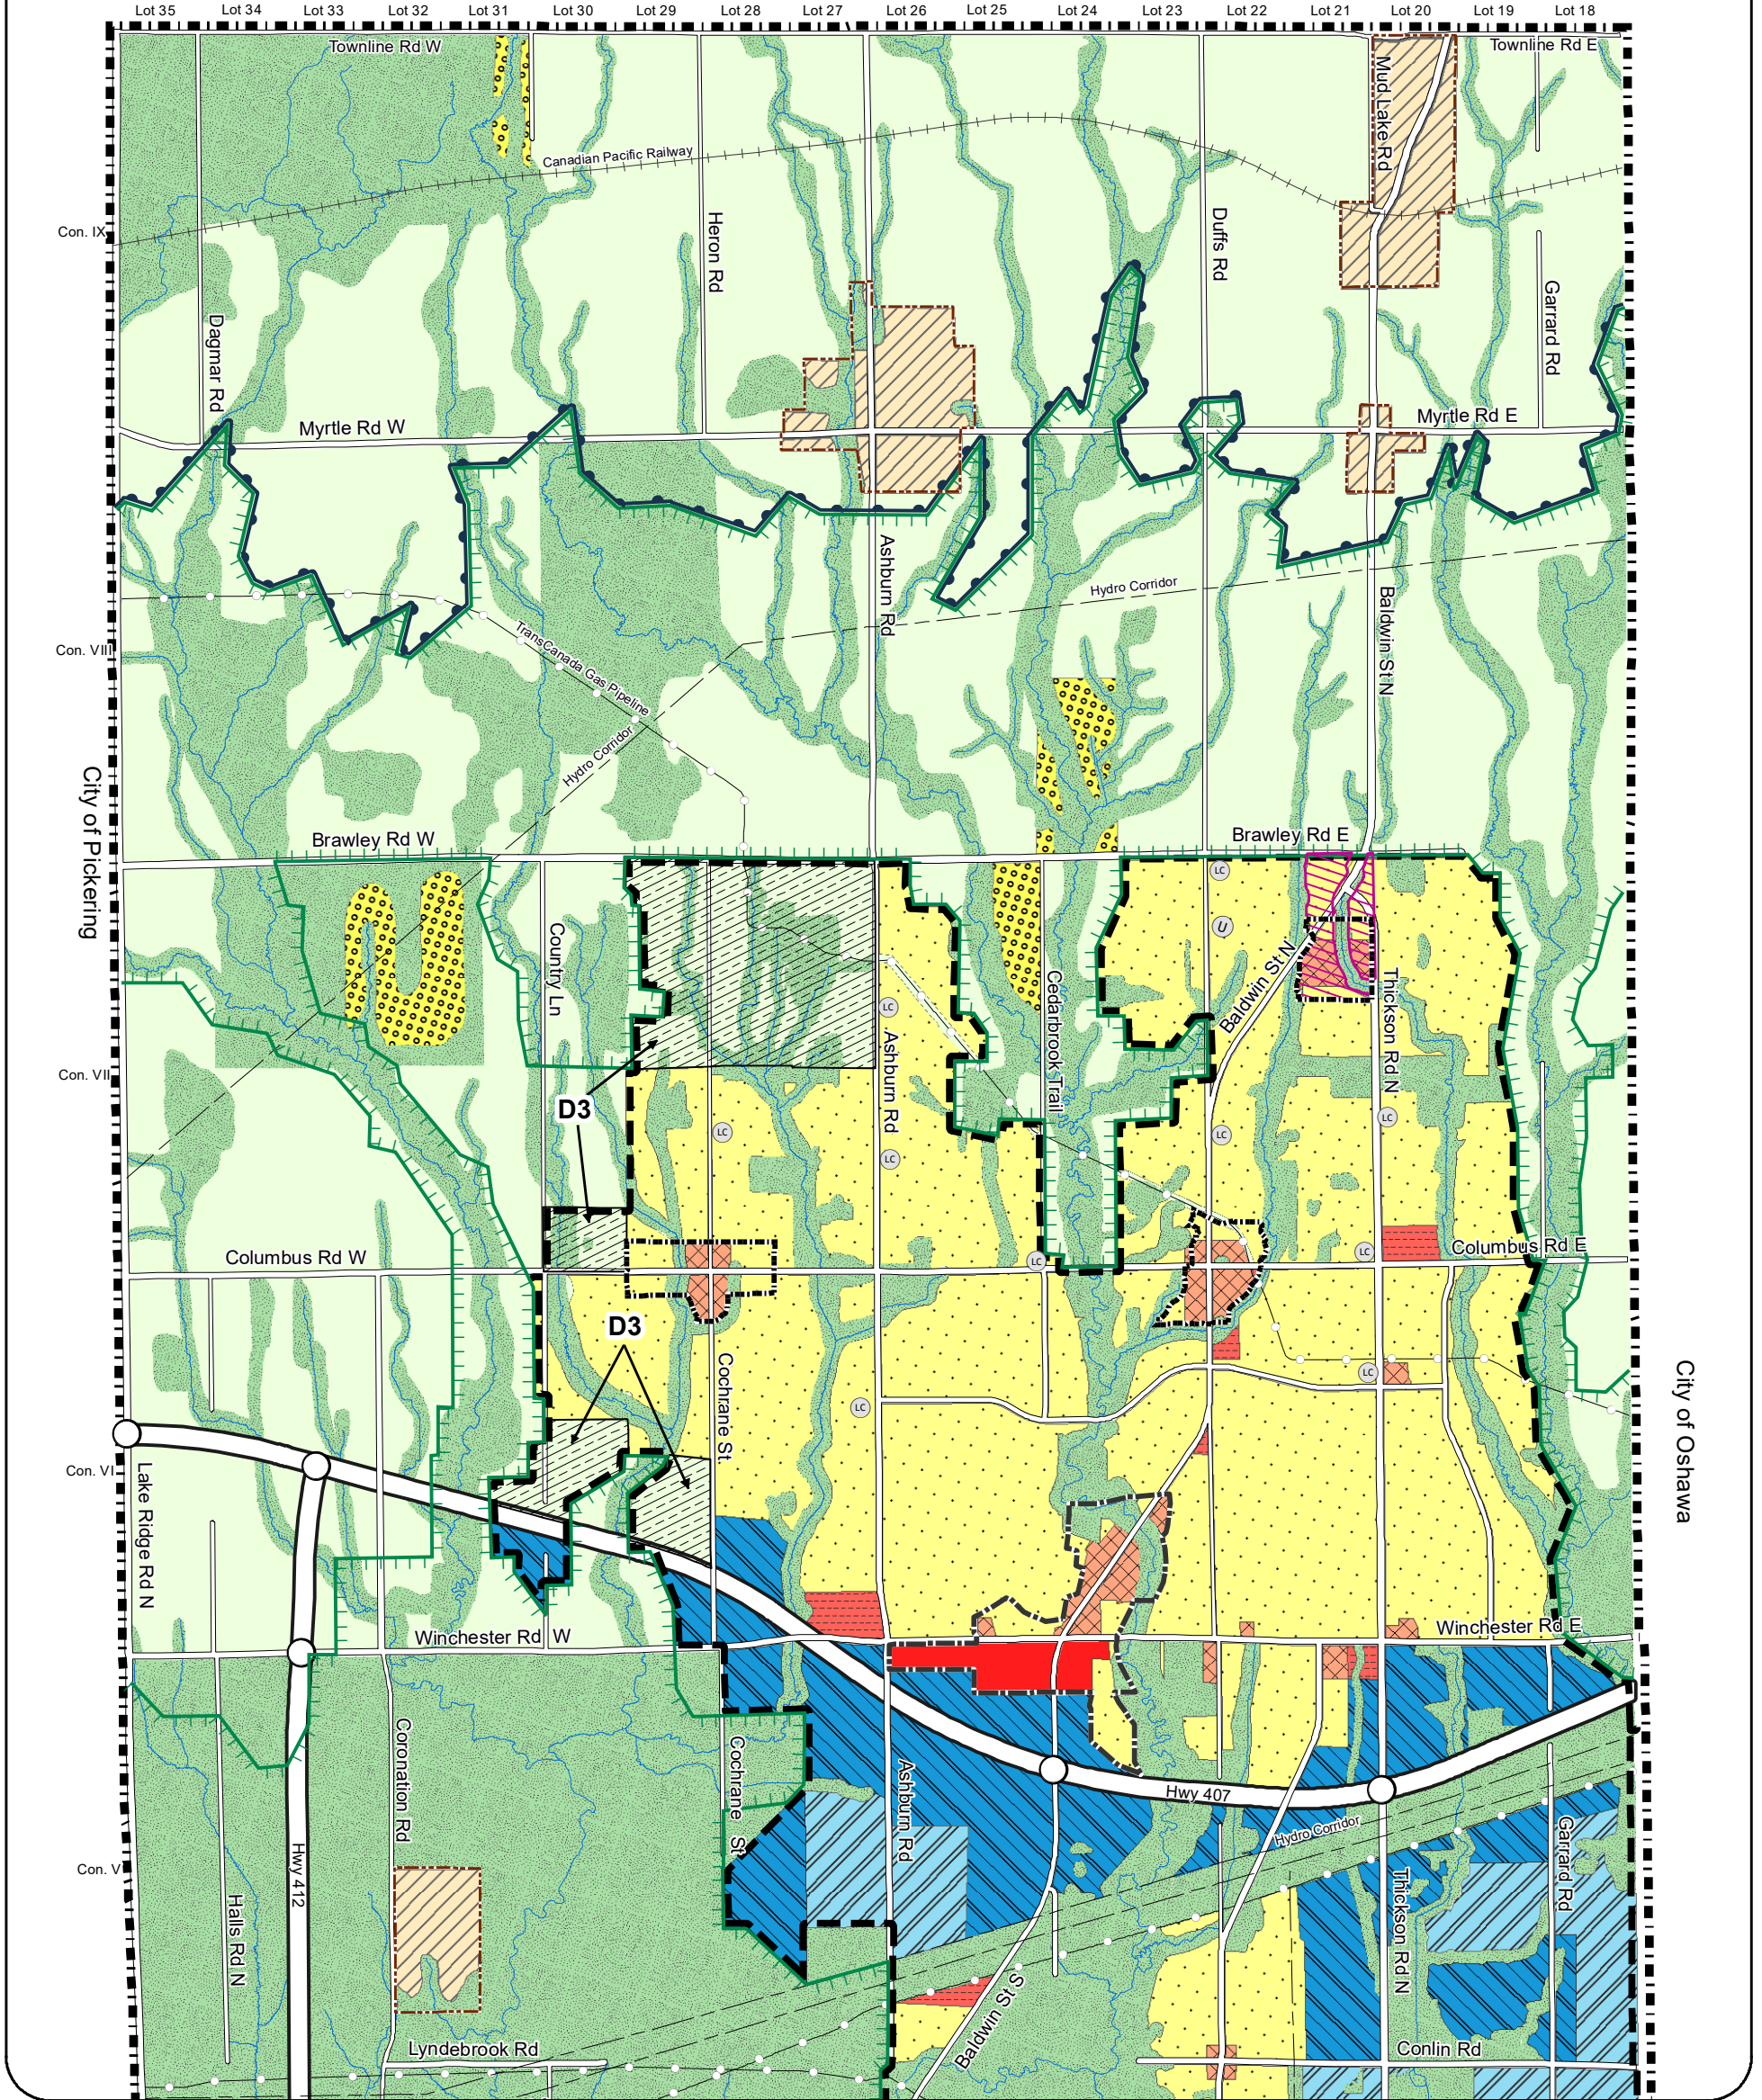 Lot 35
Lot 34
Lot 33
Lot 32
Lot 31
Lot 30
Lot 29
Lot 28
Lot 27
Lot 26
Lot 25
Lot 24
Lot 23
Lot 22
Lot 21
Lot 20
Lot 19
Lot 18
Townline Rd W
Townline Rd E
Mud Lake Rd
Canadian Pacific Railway
Con. IX
Heron Rd
Duffs Rd
Garrard Rd
Dagmar Rd
Myrtle Rd W
Myrtle Rd E
Ashburn Rd
Hydro Corridor
Baldwin St N
Con. VIII
TransCanada Gas Pipeline
Hydro Corridor
City of Pickering
Brawley Rd W
Brawley Rd E
LC
U
Country Ln
Baldwin St N
Thickson Rd N
Cedarbrook Trail
LC
Ashburn Rd
Con. VII
D3
LC
LC
LC
LC
Columbus Rd W
Columbus Rd E
LC
LC
D3
Cochrane St.
LC
LC
City of Oshawa
Con. VI
Lake Ridge Rd N
Winchester Rd W
Winchester Rd E
Coronation Rd
Cochrane St
Ashburn Rd
Hwy 407
Hydro Corridor
Garrard Rd
Thickson Rd N
Con. V
Hwy 412
Halls Rd N
Baldwin St S
Lyndebrook Rd
Conlin Rd